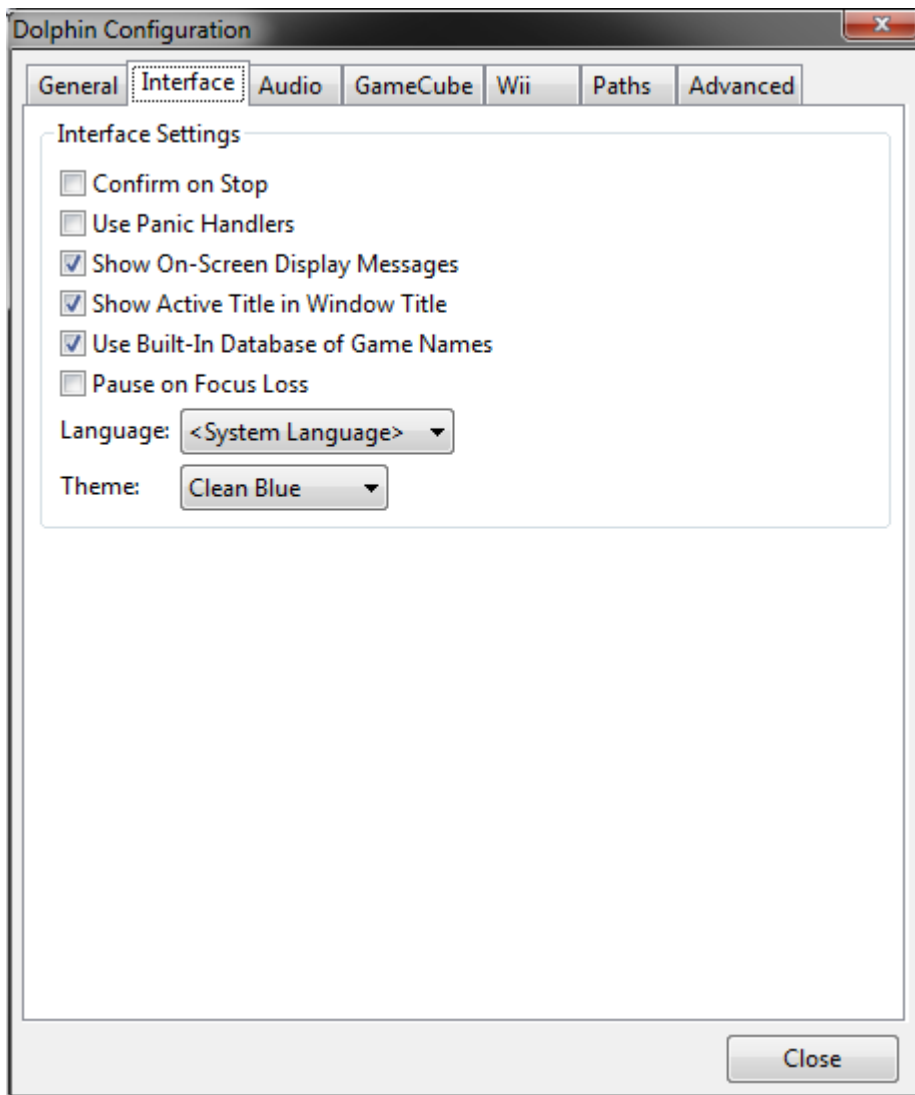 Dolphin Configuration
General Interface Audio GameCube Wii Paths Advanced
Interface Settings
Confirm on Stop
Use Panic Handlers
Show On-Screen Display Messages
Show Active Title in Window Title
Use Built-In Database of Game Names
Pause on Focus Loss
Language: <System Language>
Theme: Clean Blue
Close